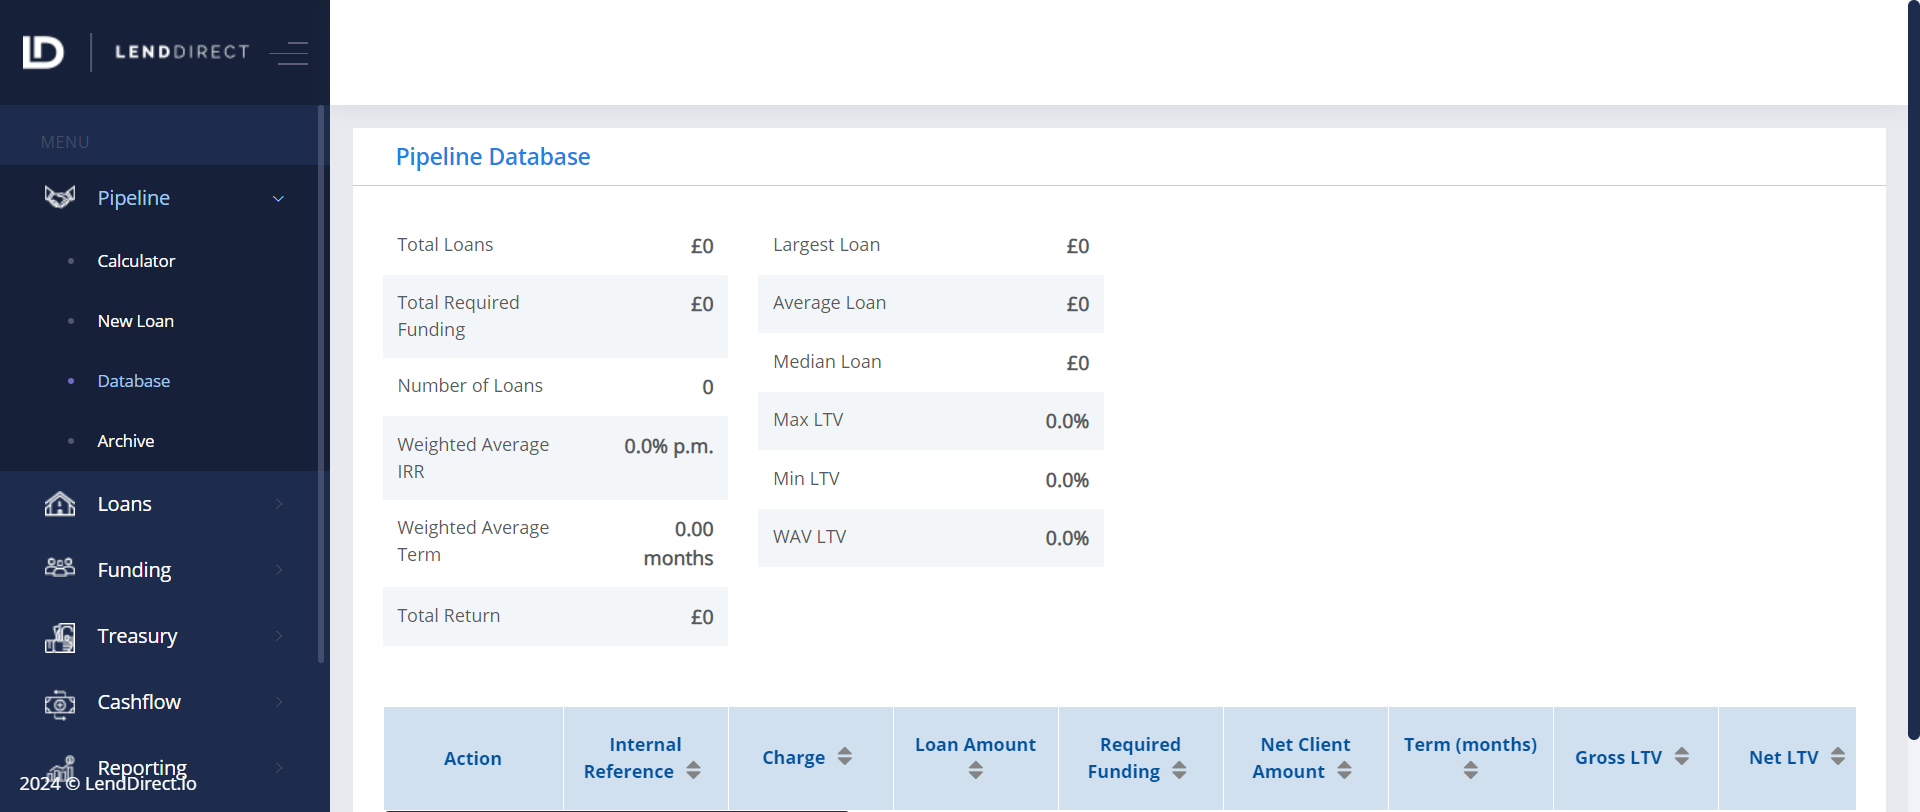 LD
LENDDIRECT
MENU
Pipeline
Calculator
New Loan
Database
Archive
Loans
Funding
Treasury
Cashflow
Reporting
2024 © LendDirect.io
Pipeline Database
Total Loans £0
Total Required £0
Funding
Number of Loans 0
Weighted Average 0.0% p.m.
IRR
Weighted Average 0.00
Term months
Total Return £0
Largest Loan £0
Average Loan £0
Median Loan £0
Max LTV 0.0%
Min LTV 0.0%
WAV LTV 0.0%
Action
Internal
Reference
Charge
Loan Amount
Required
Funding
Net Client
Amount
Term (months)
Gross LTV
Net LTV